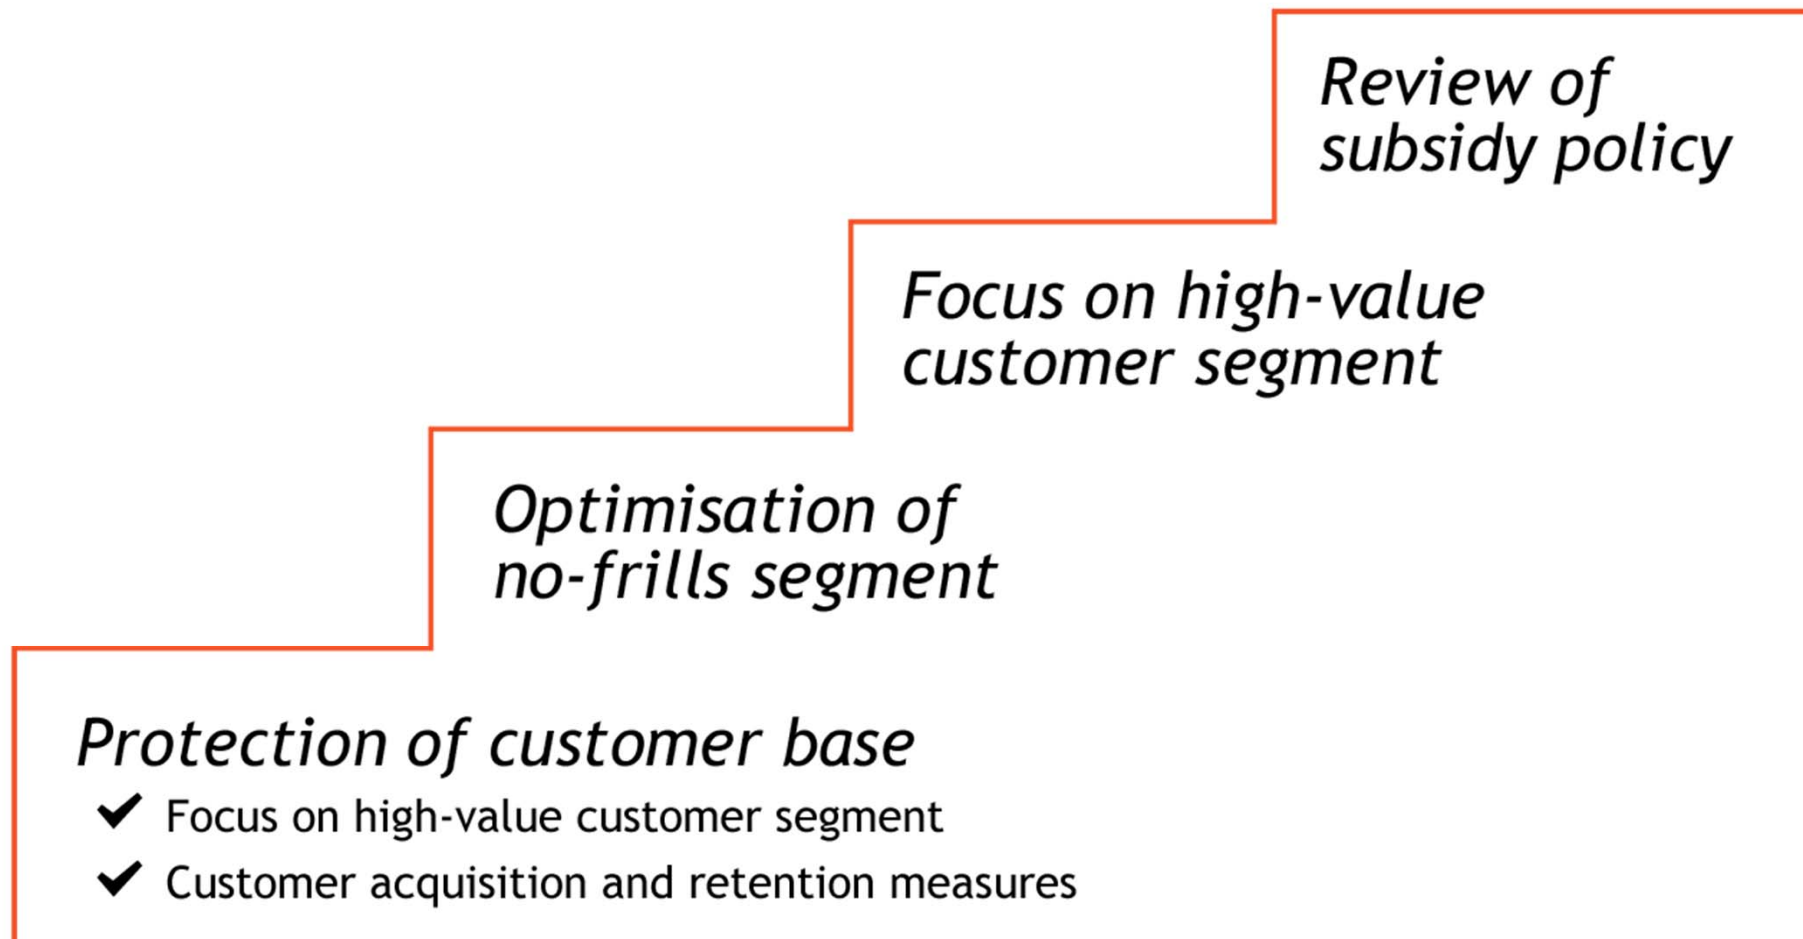 Review of
subsidy policy
Focus on high-value
customer segment
Optimisation of
no-frills segment
Protection of customer base
Focus on high-value customer segment
Customer acquisition and retention measures